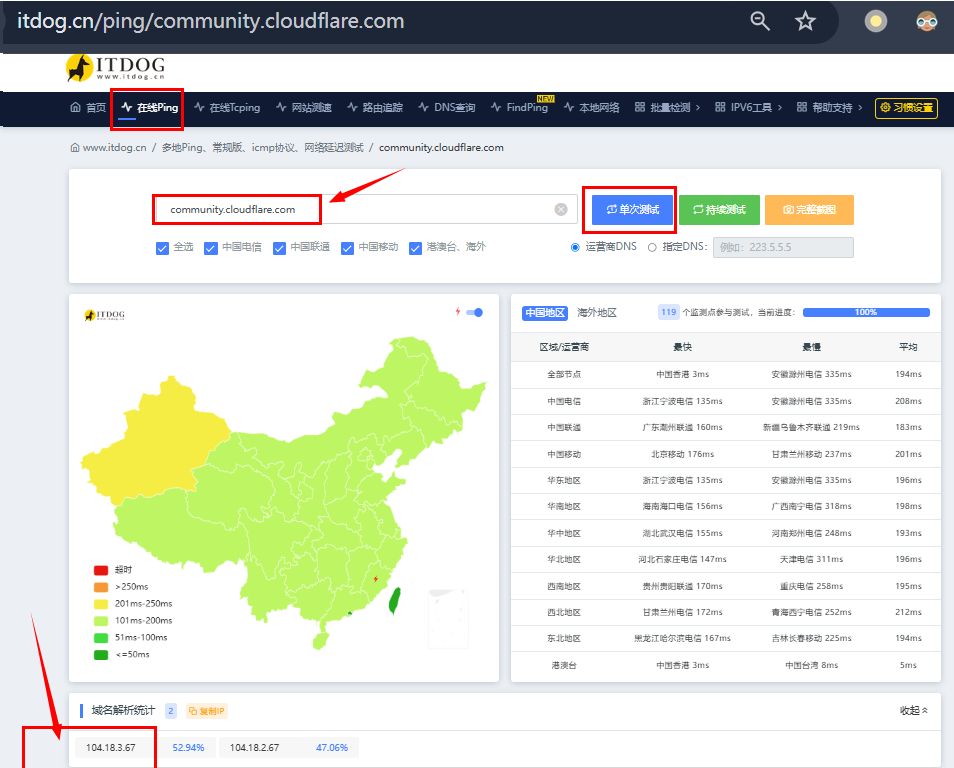 itdog.cn/ping/community.cloudflare.com
ITDOG
www.itdog.cn
首页 在线Ping 在线Tcping 网站测速 路由追踪 DNS查询 FindPing NEW 本地网络 批量检测 IPV6工具 帮助支持 习惯设置
www.itdog.cn / 多地Ping、常规版、icmp协议、网络延迟测试 / community.cloudflare.com
community.cloudflare.com 单次测试 持续测试 完整截图
全选 中国电信 中国联通 中国移动 港澳台、海外 运营商DNS 指定DNS: 例如: 223.5.5.5
ITDOG
中国地区 海外地区 119 个监测点参与测试，当前进度: 100%
区域/运营商 最快 最慢 平均
全部节点 中国香港 3ms 安徽滁州电信 335ms 194ms
中国电信 浙江宁波电信 135ms 安徽滁州电信 335ms 208ms
中国联通 广东潮州联通 160ms 新疆乌鲁木齐联通 219ms 183ms
中国移动 北京移动 176ms 甘肃兰州移动 237ms 201ms
华东地区 浙江宁波电信 135ms 安徽滁州电信 335ms 196ms
华南地区 海南海口电信 156ms 广西南宁电信 318ms 198ms
华中地区 湖北武汉电信 155ms 河南郑州电信 248ms 193ms
华北地区 河北石家庄电信 147ms 天津电信 311ms 196ms
西南地区 贵州贵阳联通 170ms 重庆电信 258ms 195ms
西北地区 甘肃兰州电信 172ms 青海西宁电信 252ms 212ms
东北地区 黑龙江哈尔滨电信 167ms 吉林长春移动 225ms 194ms
港澳台 中国香港 3ms 中国台湾 8ms 5ms
超时
>250ms
201ms-250ms
101ms-200ms
51ms-100ms
<=50ms
域名解析统计 2 复制IP 收起
104.18.3.67 52.94% 104.18.2.67 47.06%